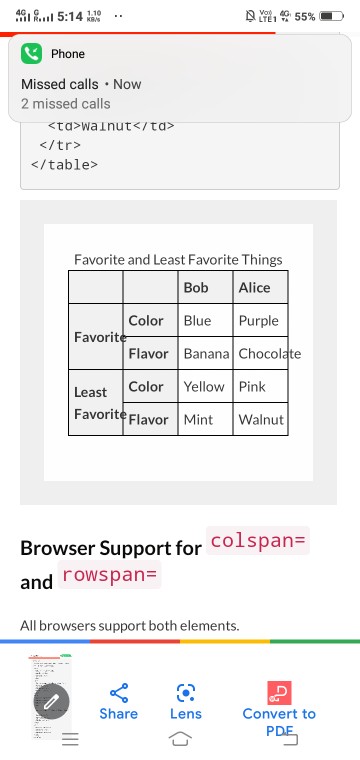 4G 4G R 5:14 1.10 KB/s ·· Vo)) LTE1 4G 55%
Phone
Missed calls • Now
2 missed calls
<td>Walnut</td>
</tr>
</table>
Favorite and Least Favorite Things
Bob Alice
Favorite Color Blue Purple
Flavor Banana Chocolate
Least Favorite Color Yellow Pink
Flavor Mint Walnut
Browser Support for colspan=
and rowspan=
All browsers support both elements.
Share Lens Convert to
PDF